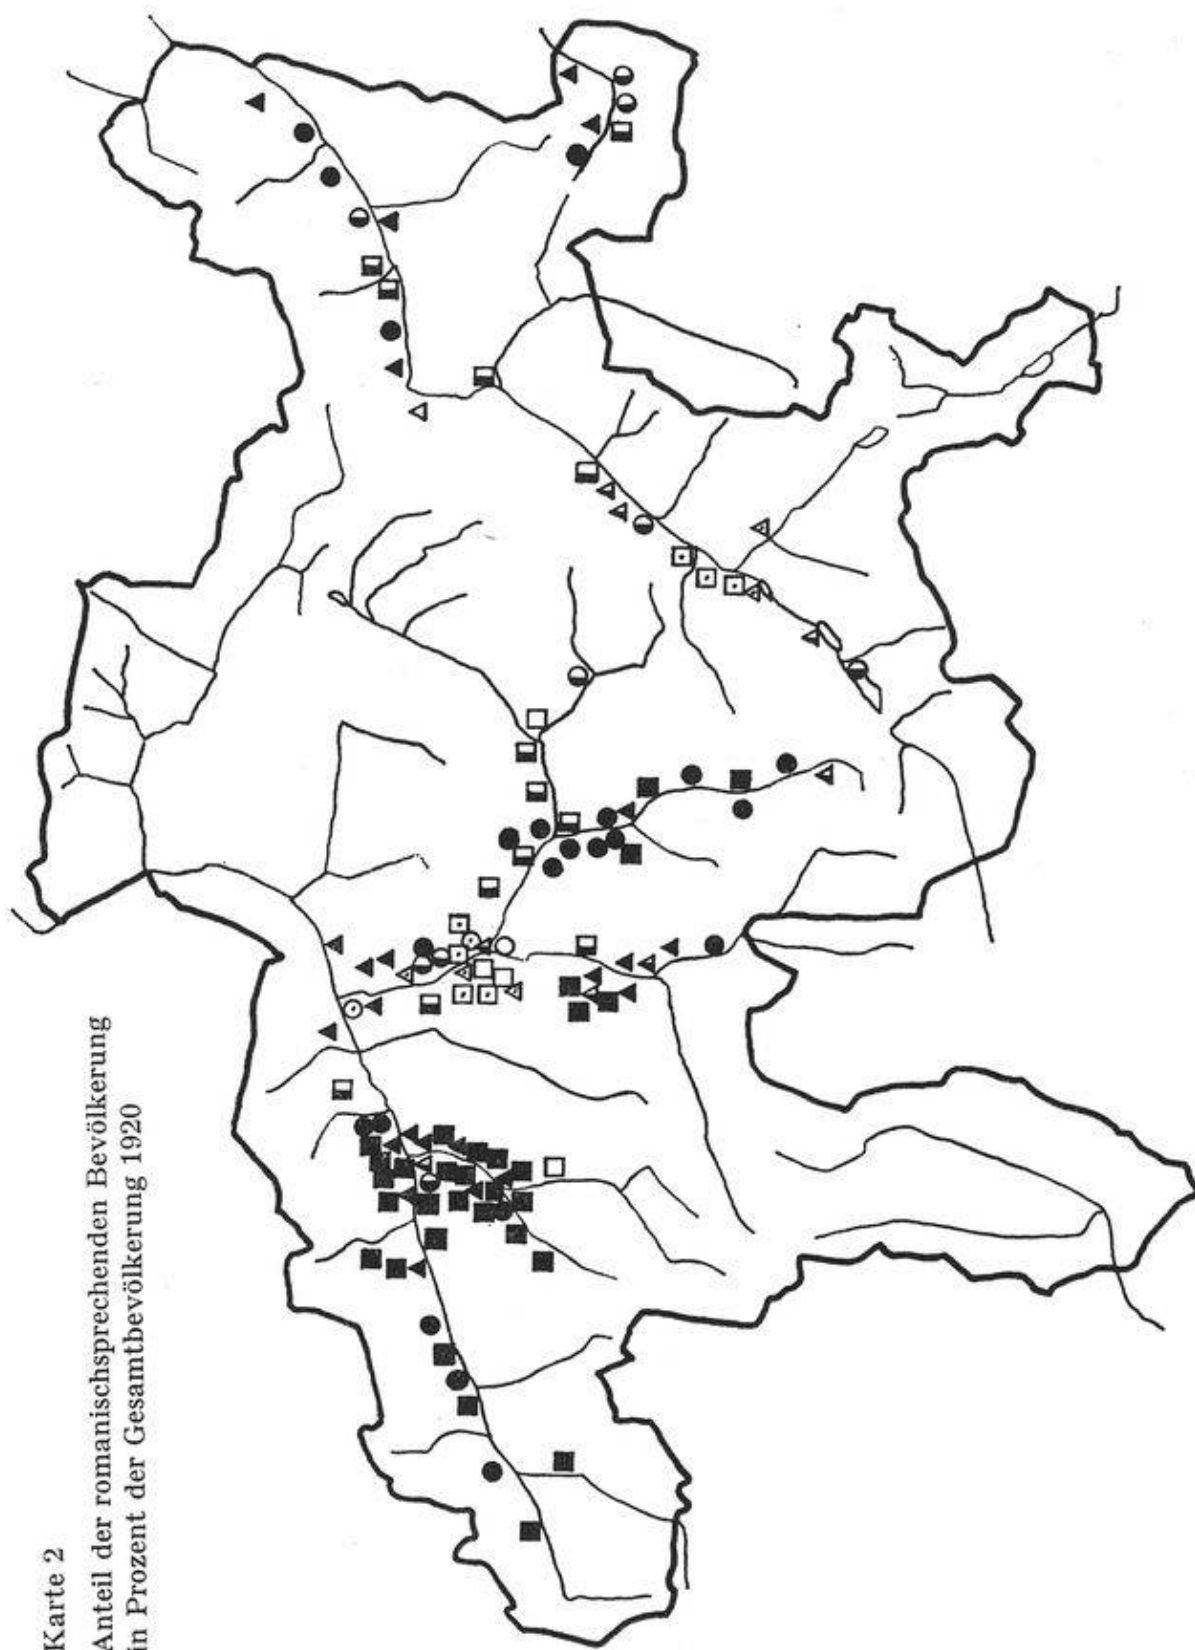 Karte 2
Anteil der romanischsprechenden Bevölkerung
in Prozent der Gesamtbevölkerung 1920